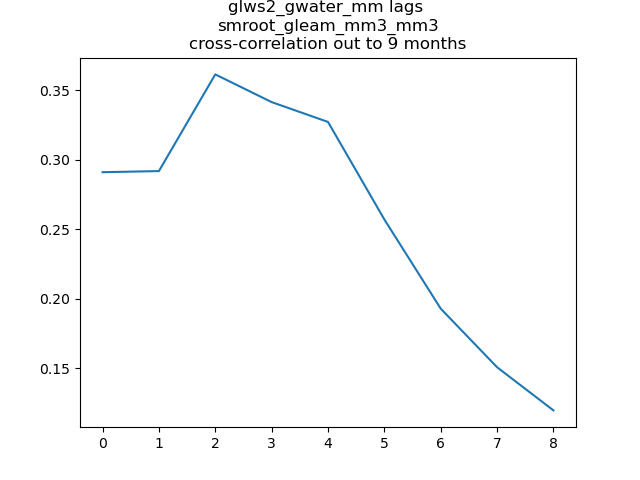 glws2_gwater_mm lags
smroot_gleam_mm3_mm3
cross-correlation out to 9 months
0.35
0.30
0.25
0.20
0.15
0 1 2 3 4 5 6 7 8